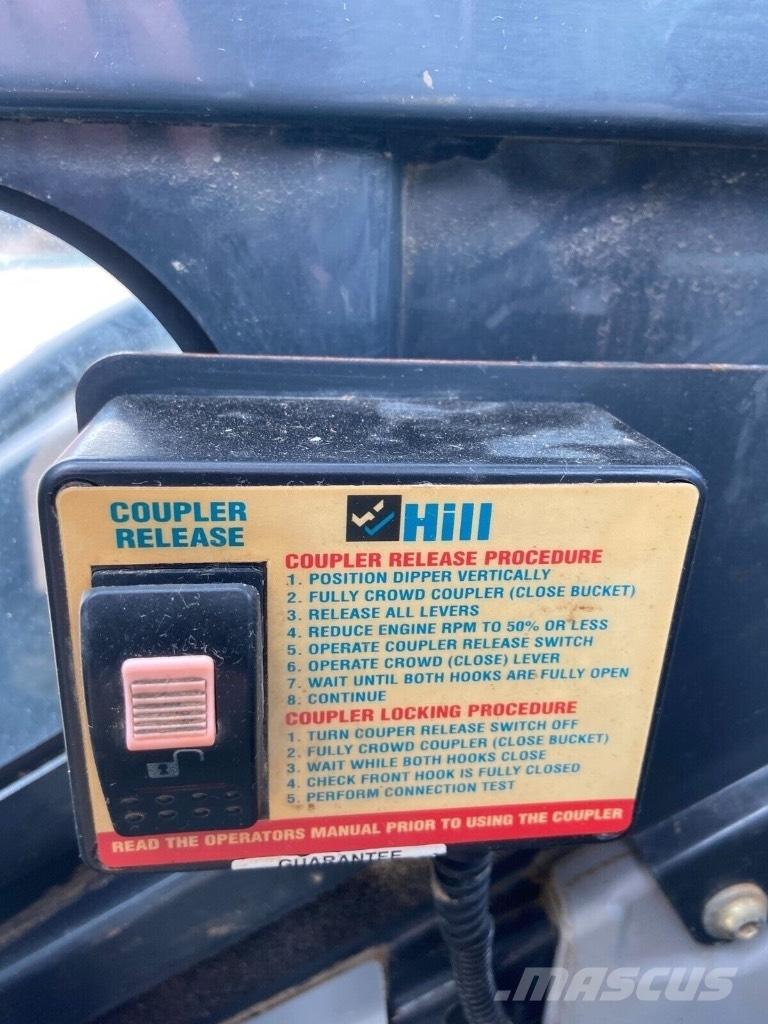 COUPLER
RELEASE
Hill
COUPLER RELEASE PROCEDURE
1. POSITION DIPPER VERTICALLY
2. FULLY CROWD COUPLER (CLOSE BUCKET)
3. RELEASE ALL LEVERS
4. REDUCE ENGINE RPM TO 50% OR LESS
5. OPERATE COUPLER RELEASE SWITCH
6. OPERATE CROWD (CLOSE) LEVER
7. WAIT UNTIL BOTH HOOKS ARE FULLY OPEN
8. CONTINUE
COUPLER LOCKING PROCEDURE
1. TURN COUPER RELEASE SWITCH OFF
2. FULLY CROWD COUPLER (CLOSE BUCKET)
3. WAIT WHILE BOTH HOOKS CLOSE
4. CHECK FRONT HOOK IS FULLY CLOSED
5. PERFORM CONNECTION TEST
READ THE OPERATORS MANUAL PRIOR TO USING THE COUPLER
GUARANTEE
.MASCUS